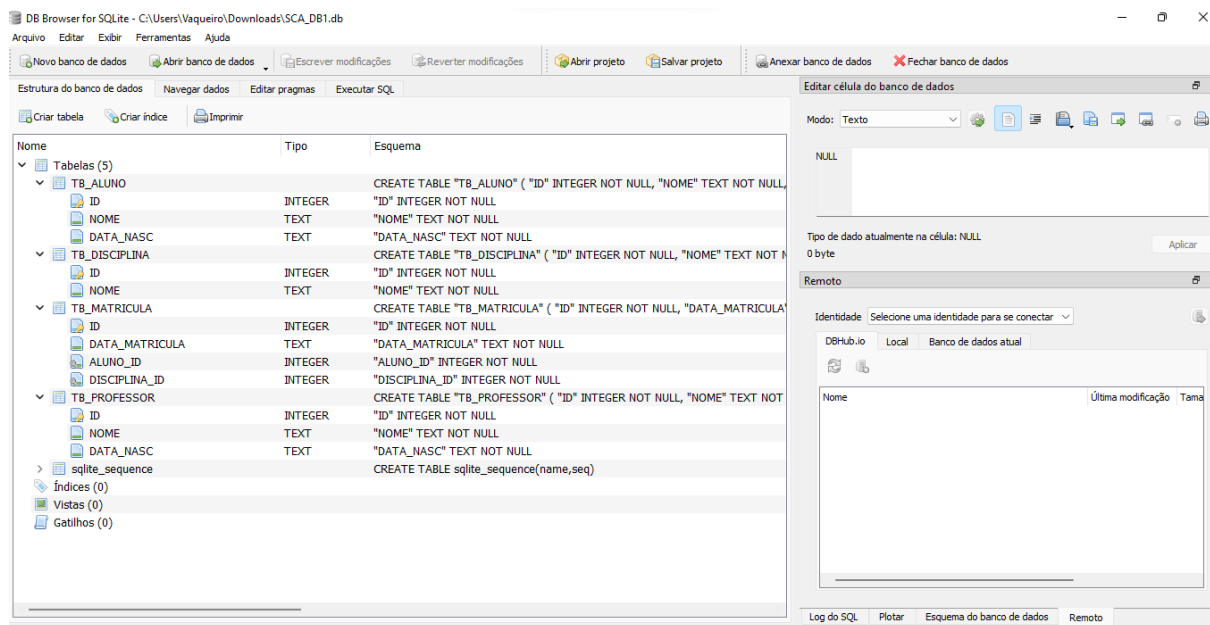 DB Browser for SQLite - C:\Users\Vaqueiro\Downloads\SCA_DB1.db
Arquivo Editar Exibir Ferramentas Ajuda
Novo banco de dados Abrir banco de dados Escrever modificações Reverter modificações Abrir projeto Salvar projeto Anexar banco de dados Fechar banco de dados
Estrutura do banco de dados Navegar dados Editar pragmas Executar SQL
Criar tabela Criar índice Imprimir
Nome Tipo Esquema
Tabelas (5)
TB_ALUNO CREATE TABLE "TB_ALUNO" ( "ID" INTEGER NOT NULL, "NOME" TEXT NOT NULL,
ID INTEGER "ID" INTEGER NOT NULL
NOME TEXT "NOME" TEXT NOT NULL
DATA_NASC TEXT "DATA_NASC" TEXT NOT NULL
TB_DISCIPLINA CREATE TABLE "TB_DISCIPLINA" ( "ID" INTEGER NOT NULL, "NOME" TEXT NOT N
ID INTEGER "ID" INTEGER NOT NULL
NOME TEXT "NOME" TEXT NOT NULL
TB_MATRICULA CREATE TABLE "TB_MATRICULA" ( "ID" INTEGER NOT NULL, "DATA_MATRICULA"
ID INTEGER "ID" INTEGER NOT NULL
DATA_MATRICULA TEXT "DATA_MATRICULA" TEXT NOT NULL
ALUNO_ID INTEGER "ALUNO_ID" INTEGER NOT NULL
DISCIPLINA_ID INTEGER "DISCIPLINA_ID" INTEGER NOT NULL
TB_PROFESSOR CREATE TABLE "TB_PROFESSOR" ( "ID" INTEGER NOT NULL, "NOME" TEXT NOT
ID INTEGER "ID" INTEGER NOT NULL
NOME TEXT "NOME" TEXT NOT NULL
DATA_NASC TEXT "DATA_NASC" TEXT NOT NULL
sqlite_sequence CREATE TABLE sqlite_sequence(name,seq)
Índices (0)
Vistas (0)
Gatilhos (0)
Editar célula do banco de dados
Modo: Texto
NULL
Tipo de dado atualmente na célula: NULL
0 byte
Aplicar
Remoto
Identidade Selecione uma identidade para se conectar
DBHub.io Local Banco de dados atual
Nome Última modificação Tama
Log do SQL Plotar Esquema do banco de dados Remoto